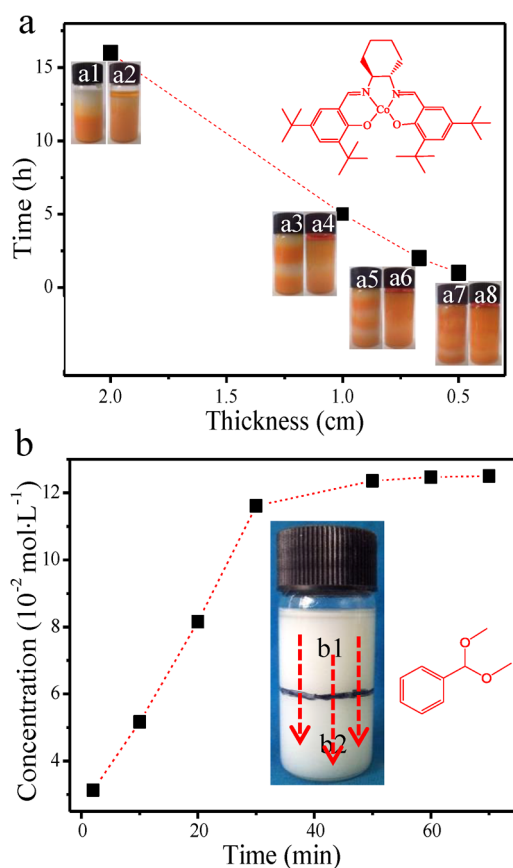 a
15
10
5
0
Time (h)
a1 a2
a3 a4
a5 a6
a7 a8
N N
Co
O O
2.0 1.5 1.0 0.5
Thickness (cm)
b
12
10
8
6
4
Concentration (10⁻² mol·L⁻¹)
b1
b2
O
O
0 20 40 60
Time (min)